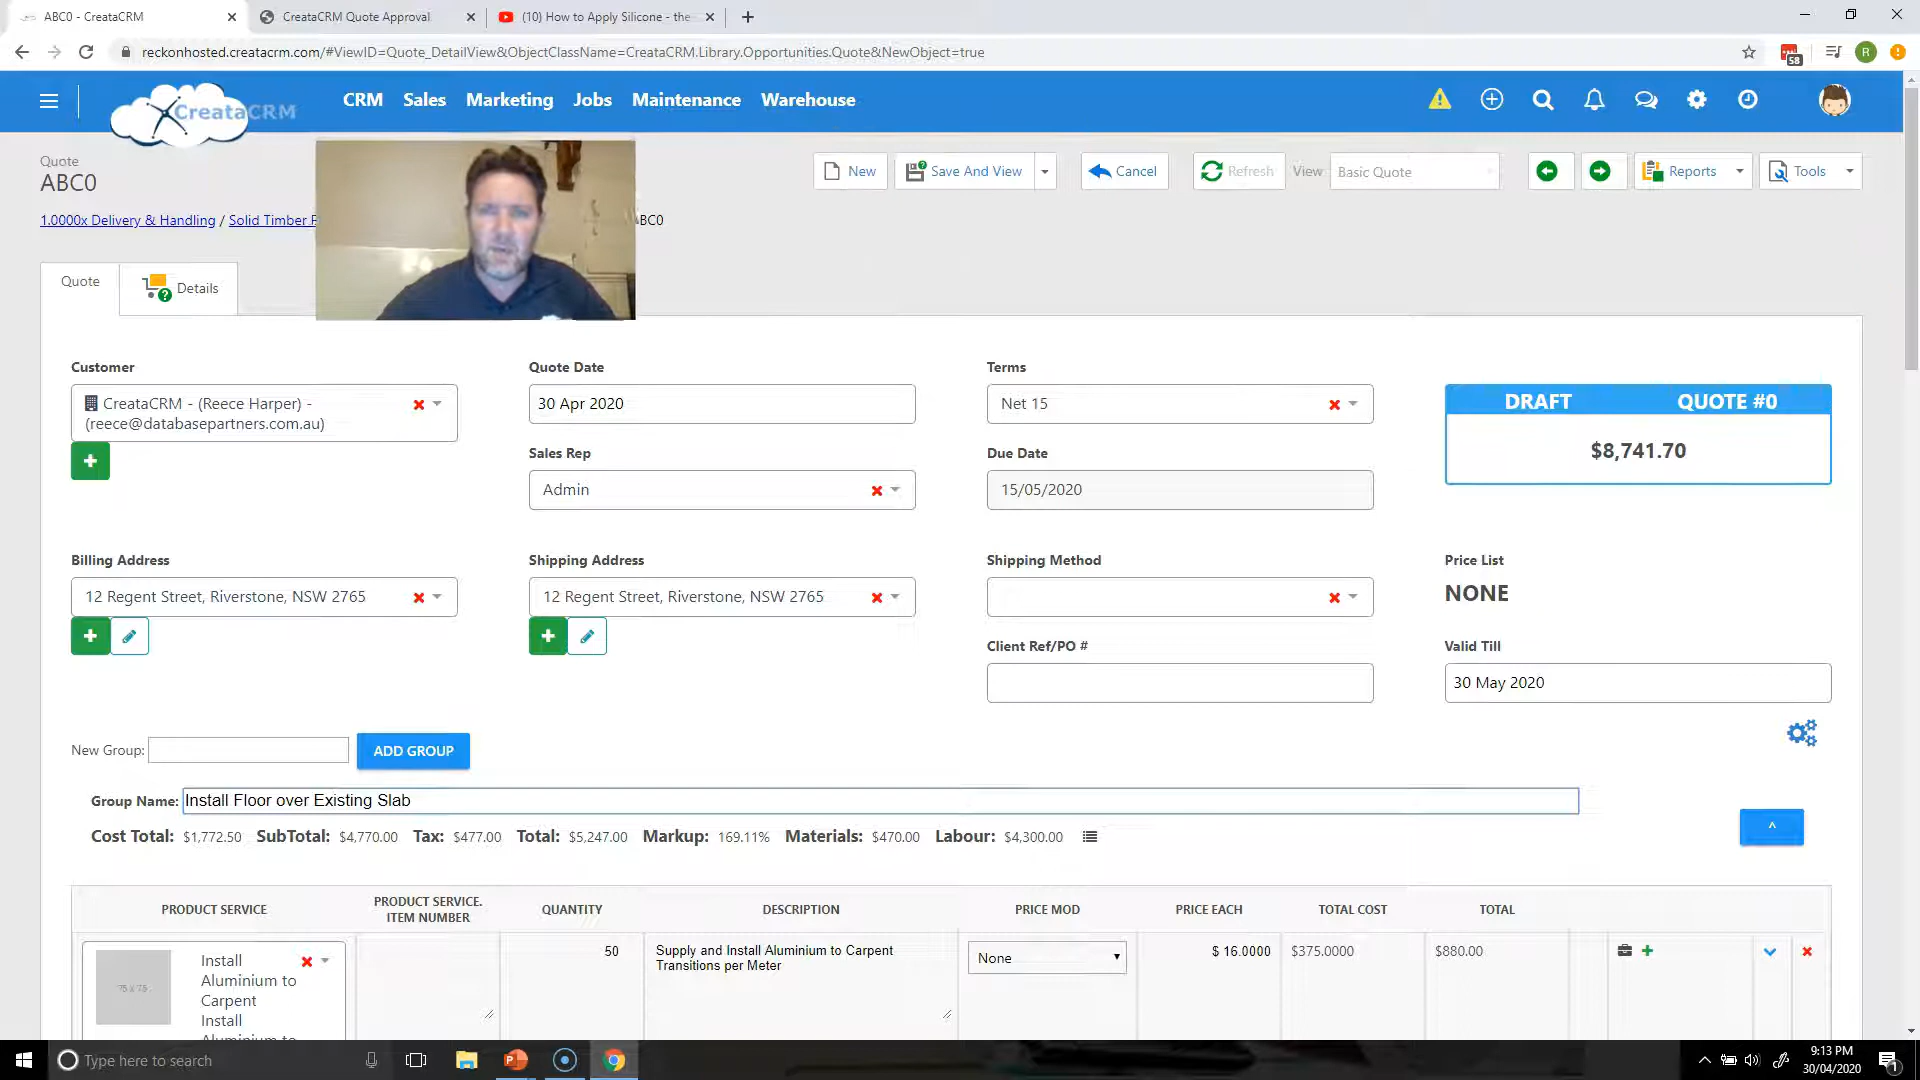 ABC0 - CreataCRM
CreataCRM Quote Approval
(10) How to Apply Silicone - the
reckonhosted.creatacrm.com/#ViewID=Quote_DetailView&ObjectClassName=CreataCRM.Library.Opportunities.Quote&NewObject=true
58
R
CreataCRM
CRM Sales Marketing Jobs Maintenance Warehouse
Quote
ABC0
New Save And View Cancel Refresh View Basic Quote Reports Tools
1.0000x Delivery & Handling / Solid Timber
BC0
Quote
Details
Customer
CreataCRM - (Reece Harper) -
(reece@databasepartners.com.au)
Quote Date
30 Apr 2020
Sales Rep
Admin
Terms
Net 15
Due Date
15/05/2020
DRAFT QUOTE #0
$8,741.70
Billing Address
12 Regent Street, Riverstone, NSW 2765
Shipping Address
12 Regent Street, Riverstone, NSW 2765
Shipping Method
Client Ref/PO #
Price List
NONE
Valid Till
30 May 2020
New Group:
ADD GROUP
Group Name: Install Floor over Existing Slab
Cost Total: $1,772.50 SubTotal: $4,770.00 Tax: $477.00 Total: $5,247.00 Markup: 169.11% Materials: $470.00 Labour: $4,300.00
PRODUCT SERVICE
PRODUCT SERVICE.
ITEM NUMBER
QUANTITY
DESCRIPTION
PRICE MOD
PRICE EACH
TOTAL COST
TOTAL
75 x 75
Install
Aluminium to
Carpent
Install
Aluminium to
50
Supply and Install Aluminium to Carpent
Transitions per Meter
None
$ 16.0000
$375.0000
$880.00
Type here to search
9:13 PM
30/04/2020
1